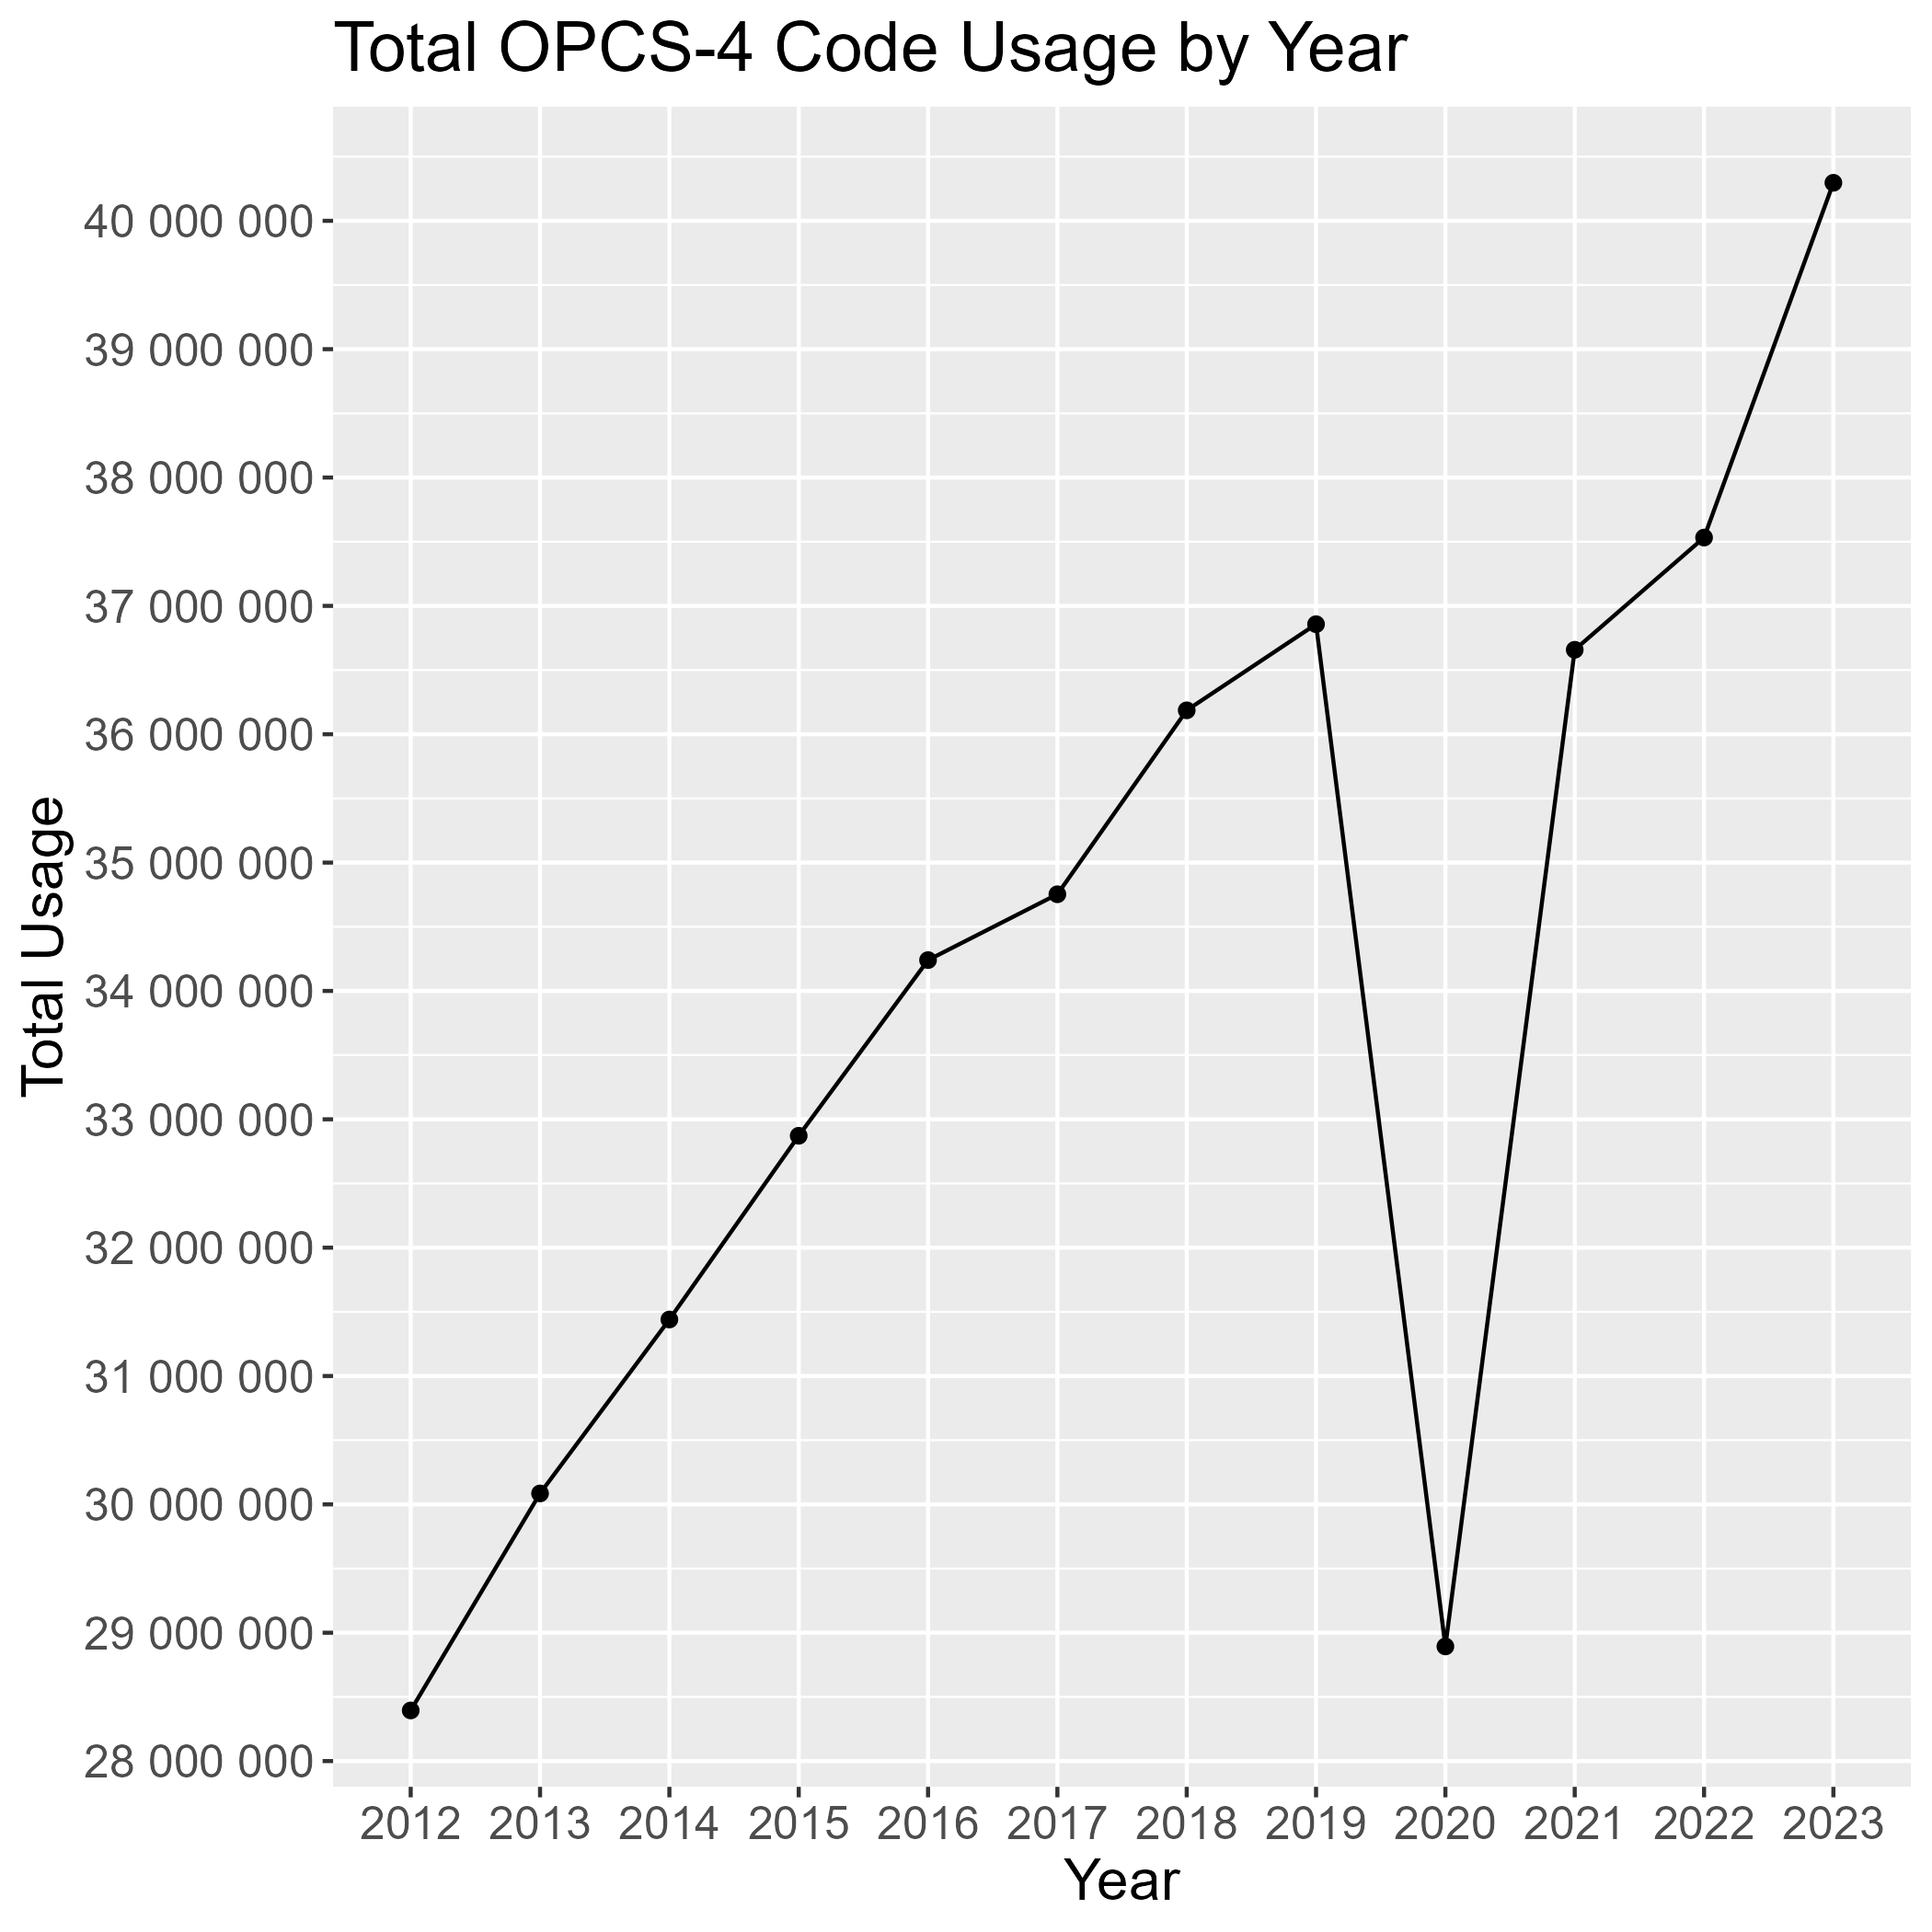 Total OPCS-4 Code Usage by Year
Total Usage
40 000 000
39 000 000
38 000 000
37 000 000
36 000 000
35 000 000
34 000 000
33 000 000
32 000 000
31 000 000
30 000 000
29 000 000
28 000 000
2012 2013 2014 2015 2016 2017 2018 2019 2020 2021 2022 2023
Year